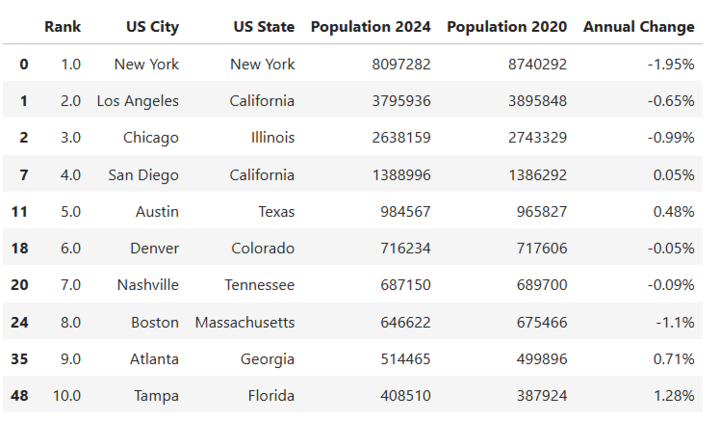 Rank US City US State Population 2024 Population 2020 Annual Change
0 1.0 New York New York 8097282 8740292 -1.95%
1 2.0 Los Angeles California 3795936 3895848 -0.65%
2 3.0 Chicago Illinois 2638159 2743329 -0.99%
7 4.0 San Diego California 1388996 1386292 0.05%
11 5.0 Austin Texas 984567 965827 0.48%
18 6.0 Denver Colorado 716234 717606 -0.05%
20 7.0 Nashville Tennessee 687150 689700 -0.09%
24 8.0 Boston Massachusetts 646622 675466 -1.1%
35 9.0 Atlanta Georgia 514465 499896 0.71%
48 10.0 Tampa Florida 408510 387924 1.28%